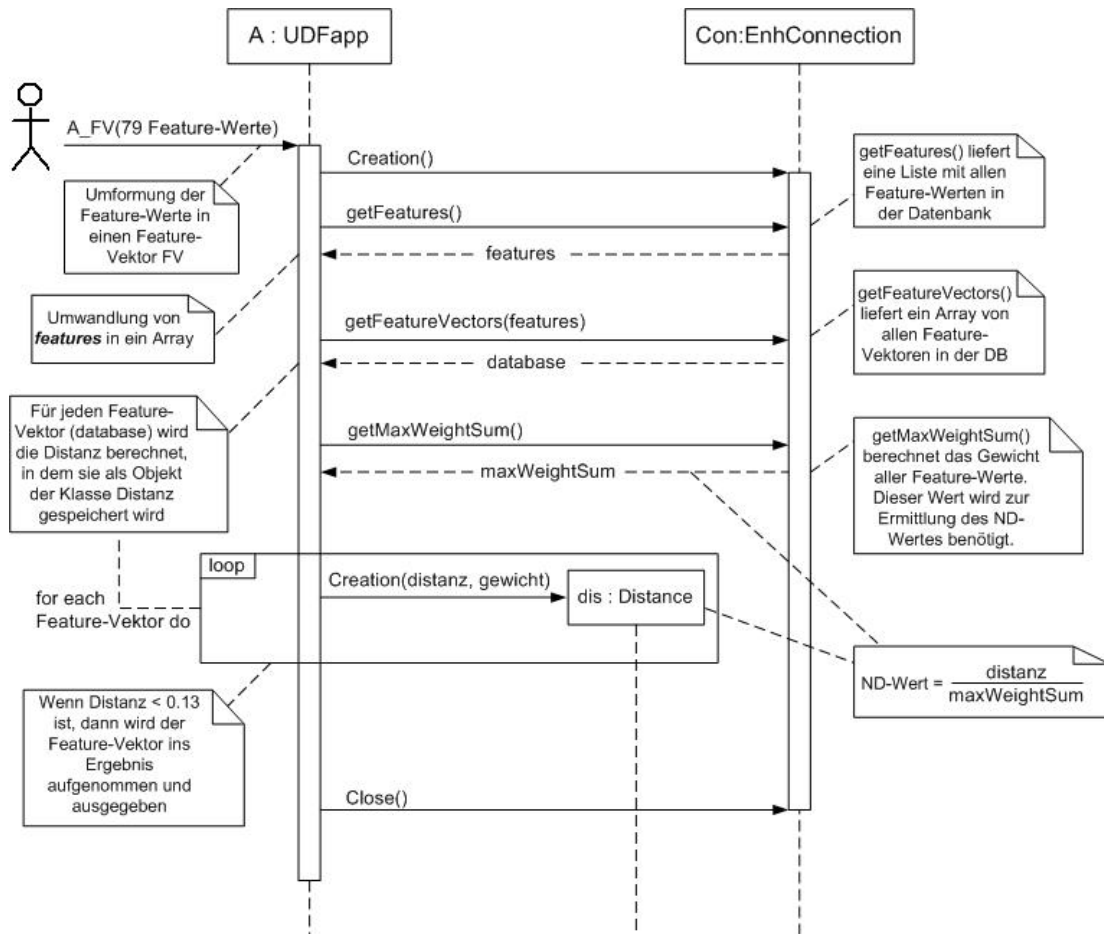 A : UDFapp
Con:EnhConnection
A_FV(79 Feature-Werte)
Creation()
getFeatures() liefert
eine Liste mit allen
Feature-Werten in
der Datenbank
Umformung der
Feature-Werte in
einen Feature-
Vektor FV
getFeatures()
features
Umwandlung von
features in ein Array
getFeatureVectors(features)
database
getFeatureVectors()
liefert ein Array von
allen Feature-
Vektoren in der DB
Für jeden Feature-
Vektor (database) wird
die Distanz berechnet,
in dem sie als Objekt
der Klasse Distanz
gespeichert wird
getMaxWeightSum()
maxWeightSum
getMaxWeightSum()
berechnet das Gewicht
aller Feature-Werte.
Dieser Wert wird zur
Ermittlung des ND-
Wertes benötigt.
loop
for each
Feature-Vektor do
Creation(distanz, gewicht)
dis : Distance
ND-Wert = distanz
maxWeightSum
Wenn Distanz < 0.13
ist, dann wird der
Feature-Vektor ins
Ergebnis
aufgenommen und
ausgegeben
Close()